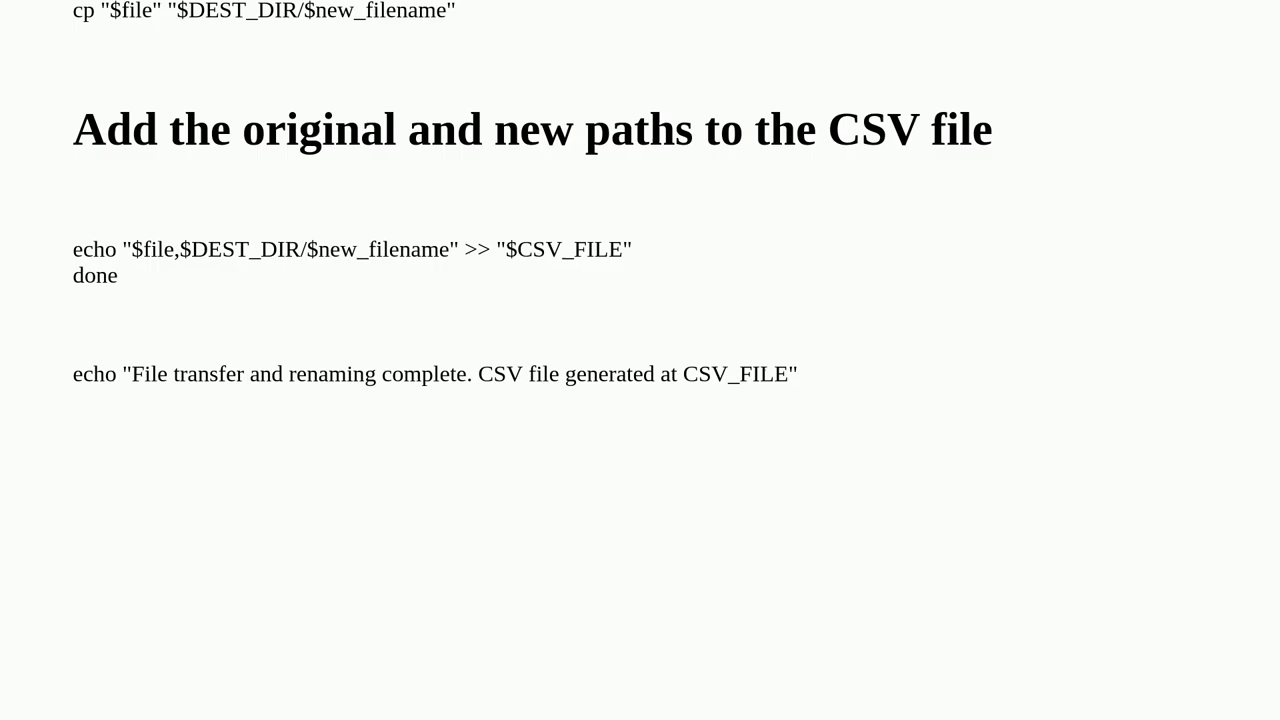 cp "$file" "$DEST_DIR/$new_filename"
Add the original and new paths to the CSV file
echo "$file,$DEST_DIR/$new_filename" >> "$CSV_FILE"
done
echo "File transfer and renaming complete. CSV file generated at CSV_FILE"